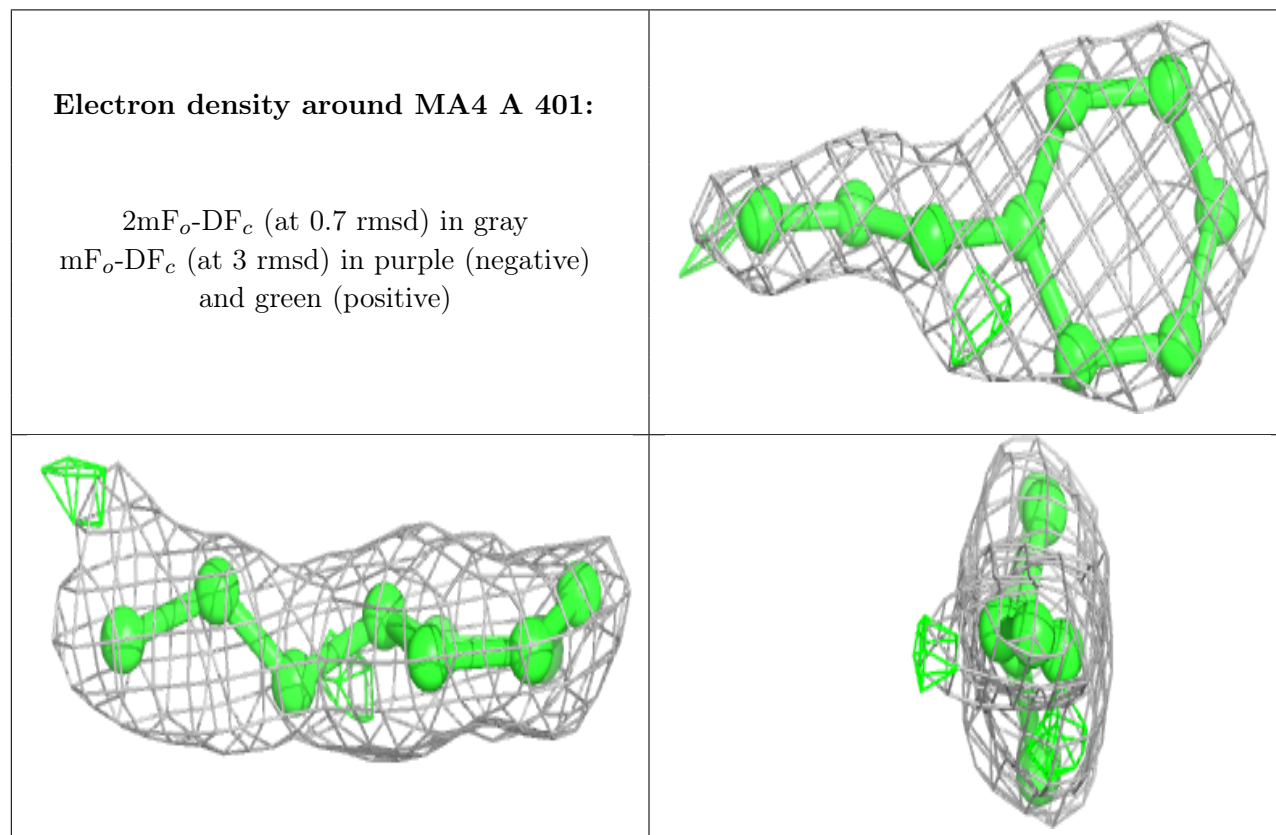 Electron density around MA4 A 401:
2mFₒ-DF𝒸 (at 0.7 rmsd) in gray
mFₒ-DF𝒸 (at 3 rmsd) in purple (negative)
and green (positive)